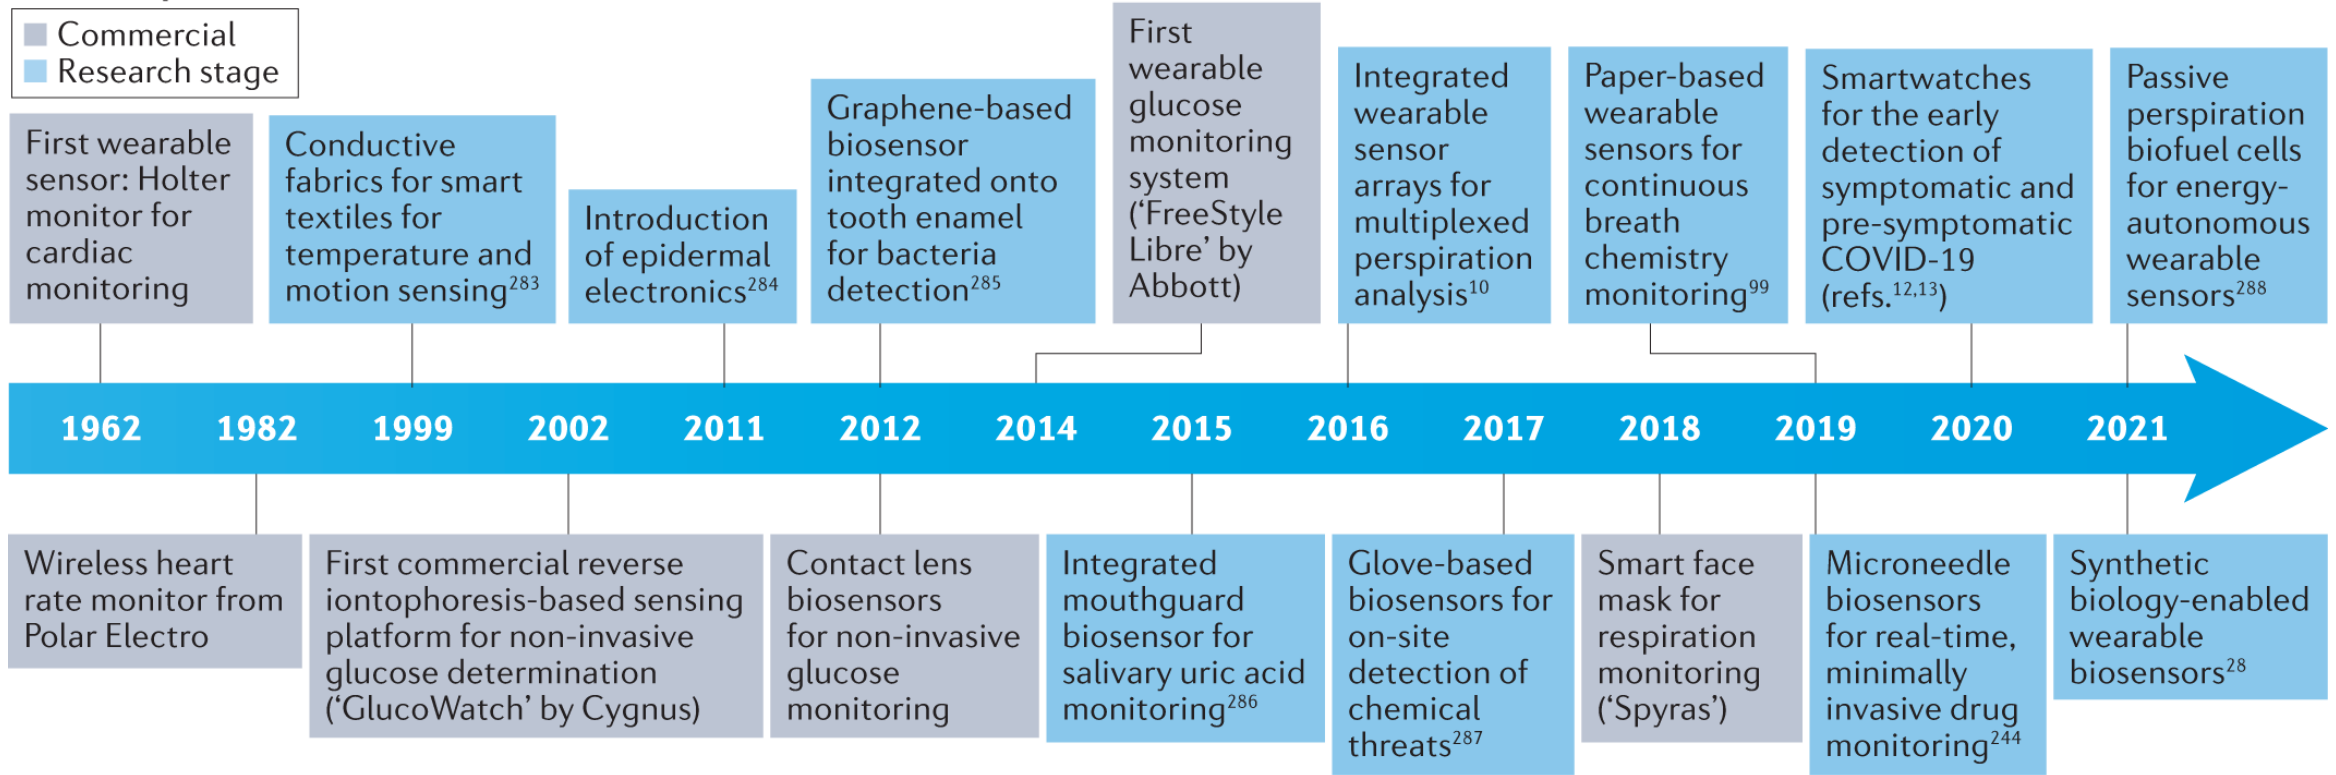 Commercial
Research stage
First wearable
sensor: Holter
monitor for
cardiac
monitoring
Conductive
fabrics for smart
textiles for
temperature and
motion sensing283
Introduction
of epidermal
electronics284
Graphene-based
biosensor
integrated onto
tooth enamel
for bacteria
detection285
First
wearable
glucose
monitoring
system
(‘FreeStyle
Libre’ by
Abbott)
Integrated
wearable
sensor
arrays for
multiplexed
perspiration
analysis10
Paper-based
wearable
sensors for
continuous
breath
chemistry
monitoring99
Smartwatches
for the early
detection of
symptomatic and
pre-symptomatic
COVID-19
(refs.12,13)
Passive
perspiration
biofuel cells
for energy-
autonomous
wearable
sensors288
1962 1982 1999 2002 2011 2012 2014 2015 2016 2017 2018 2019 2020 2021
Wireless heart
rate monitor from
Polar Electro
First commercial reverse
iontophoresis-based sensing
platform for non-invasive
glucose determination
(‘GlucoWatch’ by Cygnus)
Contact lens
biosensors
for non-invasive
glucose
monitoring
Integrated
mouthguard
biosensor for
salivary uric acid
monitoring286
Glove-based
biosensors for
on-site
detection of
chemical
threats287
Smart face
mask for
respiration
monitoring
(‘Spyras’)
Microneedle
biosensors
for real-time,
minimally
invasive drug
monitoring244
Synthetic
biology-enabled
wearable
biosensors28